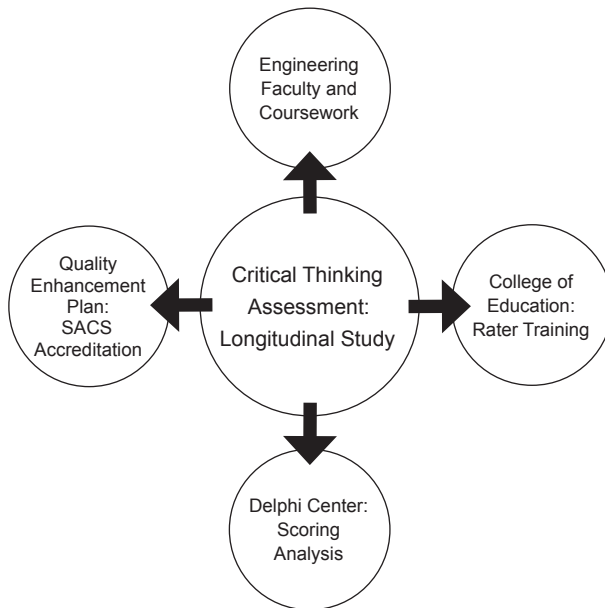 Engineering
Faculty and
Coursework
Quality
Enhancement
Plan:
SACS
Accreditation
Critical Thinking
Assessment:
Longitudinal Study
College of
Education:
Rater Training
Delphi Center:
Scoring
Analysis